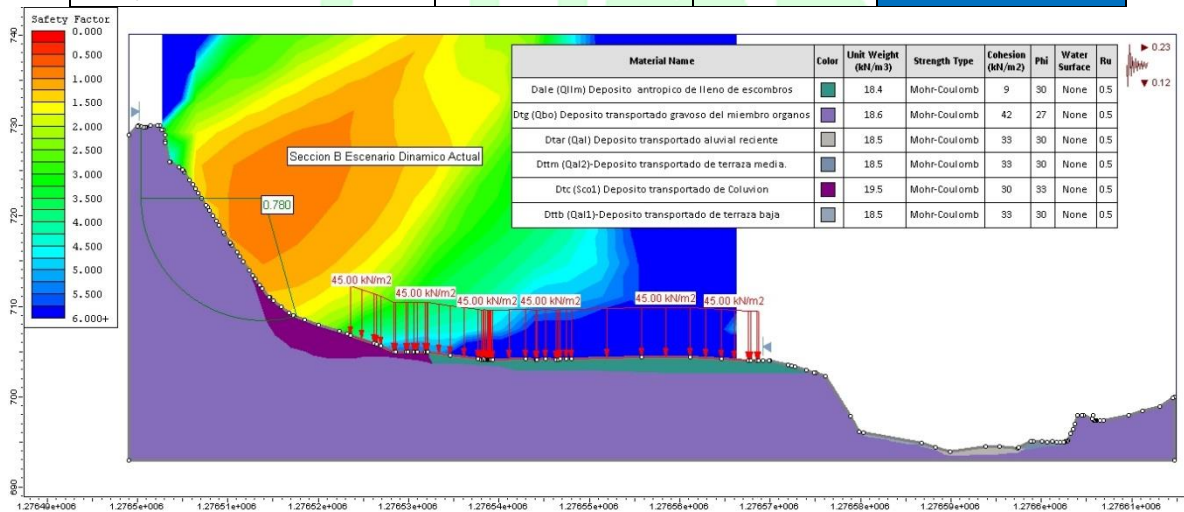 Safety Factor
0.000
0.500
1.000
1.500
2.000
2.500
3.000
3.500
4.000
4.500
5.000
5.500
6.000+
740
730
720
710
700
690
Material Name Color Unit Weight (kN/m3) Strength Type Cohesion (kN/m2) Phi Water Surface Ru
Dale (Qllm) Deposito antropico de lleno de escombros 18.4 Mohr-Coulomb 9 30 None 0.5
Dtg (Qbo) Deposito transportado gravoso del miembro organos 18.6 Mohr-Coulomb 42 27 None 0.5
Dtar (Qal) Deposito transportado aluvial reciente 18.5 Mohr-Coulomb 33 30 None 0.5
Dttm (Qal2)-Deposito transportado de terraza media. 18.5 Mohr-Coulomb 33 30 None 0.5
Dtc (Sco1) Deposito transportado de Coluvion 19.5 Mohr-Coulomb 30 33 None 0.5
Dttb (Qal1)-Deposito transportado de terraza baja 18.5 Mohr-Coulomb 33 30 None 0.5
0.23
0.12
Seccion B Escenario Dinamico Actual
0.780
45.00 kN/m2
45.00 kN/m2
45.00 kN/m2
45.00 kN/m2
45.00 kN/m2
45.00 kN/m2
1.27649e+006
1.2765e+006
1.27651e+006
1.27652e+006
1.27653e+006
1.27654e+006
1.27655e+006
1.27656e+006
1.27657e+006
1.27658e+006
1.27659e+006
1.2766e+006
1.27661e+006